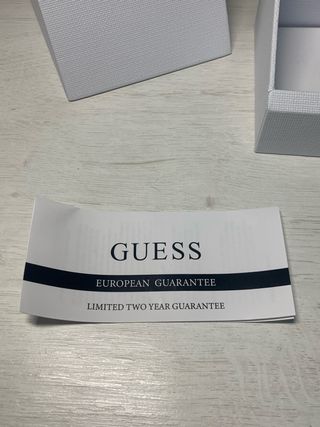 GUESS
EUROPEAN GUARANTEE
LIMITED TWO YEAR GUARANTEE